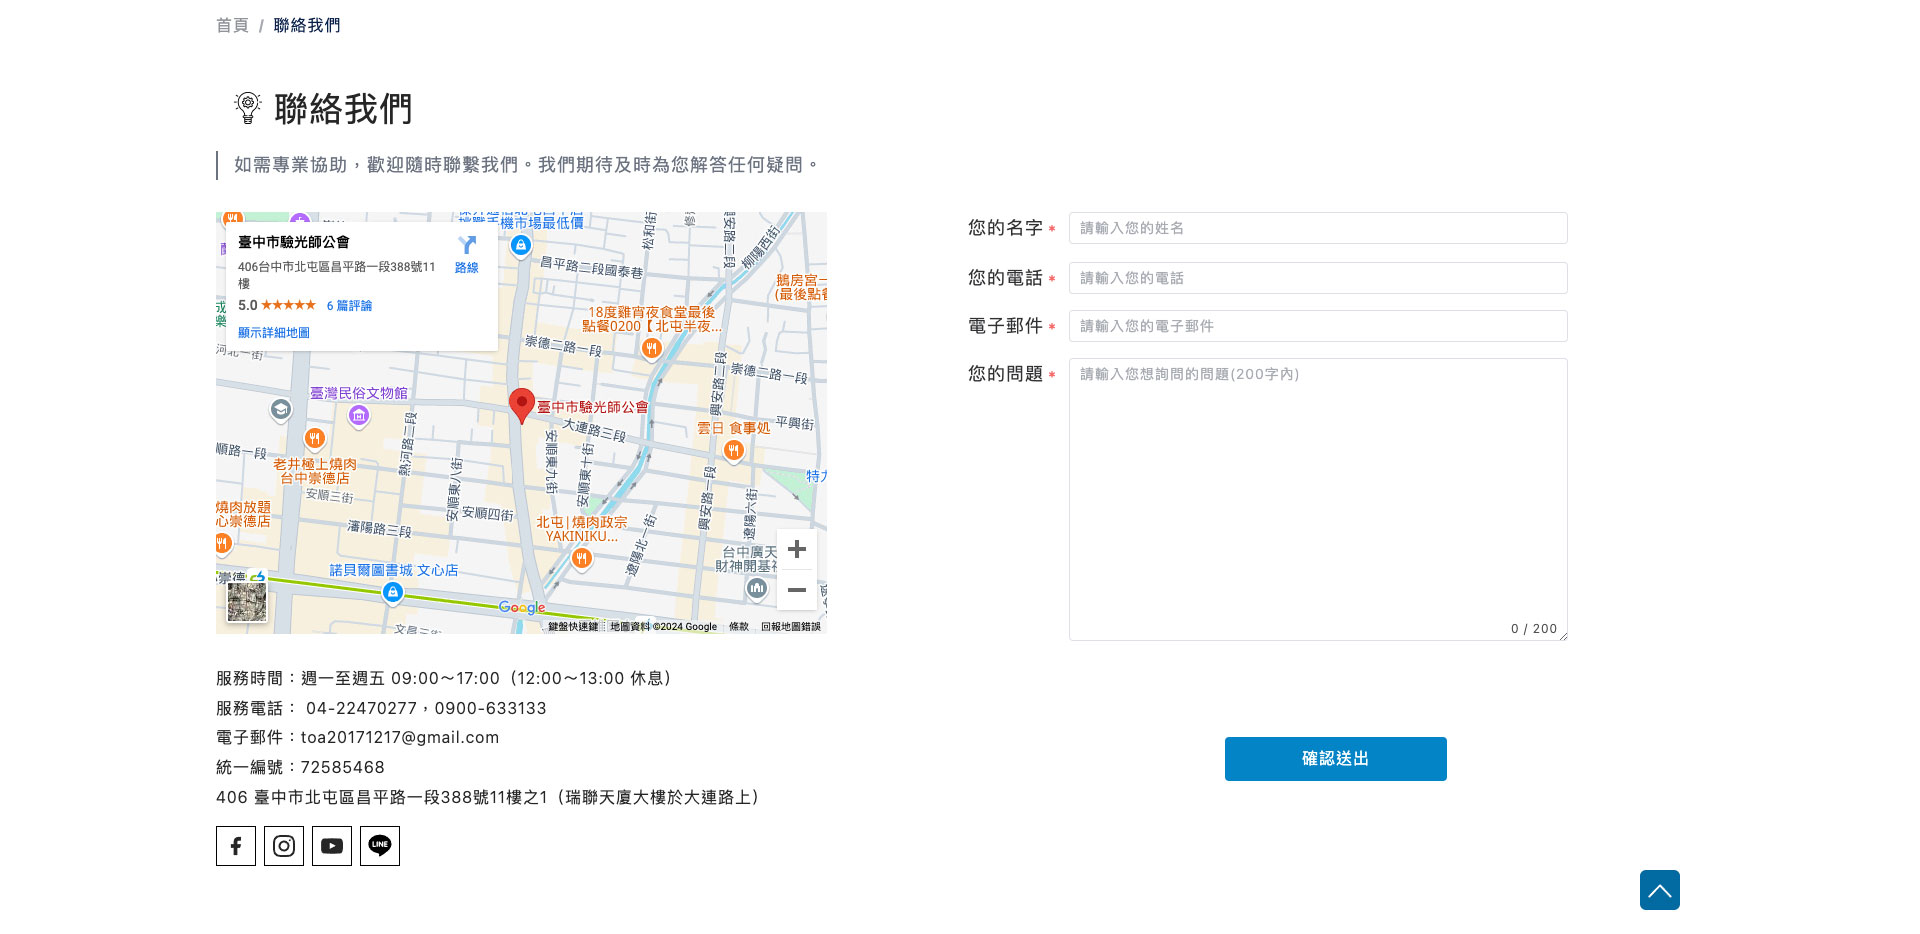 首頁 / 聯絡我們
聯絡我們
如需專業協助，歡迎隨時聯繫我們。我們期待及時為您解答任何疑問。
臺中市驗光師公會
路線
406台中市北屯區昌平路一段388號11
樓
5.0 ★★★★★ 6 篇評論
顯示詳細地圖
挑戰手機市場最低價
松和街
興安路二段
柳陽西街
昌平路二段國泰巷
鵝房宮一
(最後點餐
18度雞宵夜食堂最後
點餐0200【北屯半夜...
崇德二路一段
崇德二路一段
興安路二段
臺灣民俗文物館
臺中市驗光師公會
大連路三段
平興街
雲日 食事処
熱河路二段
老井極上燒肉
台中崇德店
安順三街
安順東八街
安順東九街
安順東十街
安順四街
興安路一段
遼陽六街
燒肉放題
心崇德店
瀋陽路三段
北屯|燒肉政宗
YAKINIKU...
遼陽北一街
台中廣天
財神開基祖
諾貝爾圖書城 文心店
崇德
文昌三街
Google
鍵盤快速鍵 地圖資料 ©2024 Google 條款 回報地圖錯誤
服務時間：週一至週五 09:00～17:00（12:00～13:00 休息）
服務電話： 04-22470277，0900-633133
電子郵件：toa20171217@gmail.com
統一編號：72585468
406 臺中市北屯區昌平路一段388號11樓之1（瑞聯天廈大樓於大連路上）
LINE
您的名字 * 請輸入您的姓名
您的電話 * 請輸入您的電話
電子郵件 * 請輸入您的電子郵件
您的問題 * 請輸入您想詢問的問題(200字內)
0 / 200
確認送出